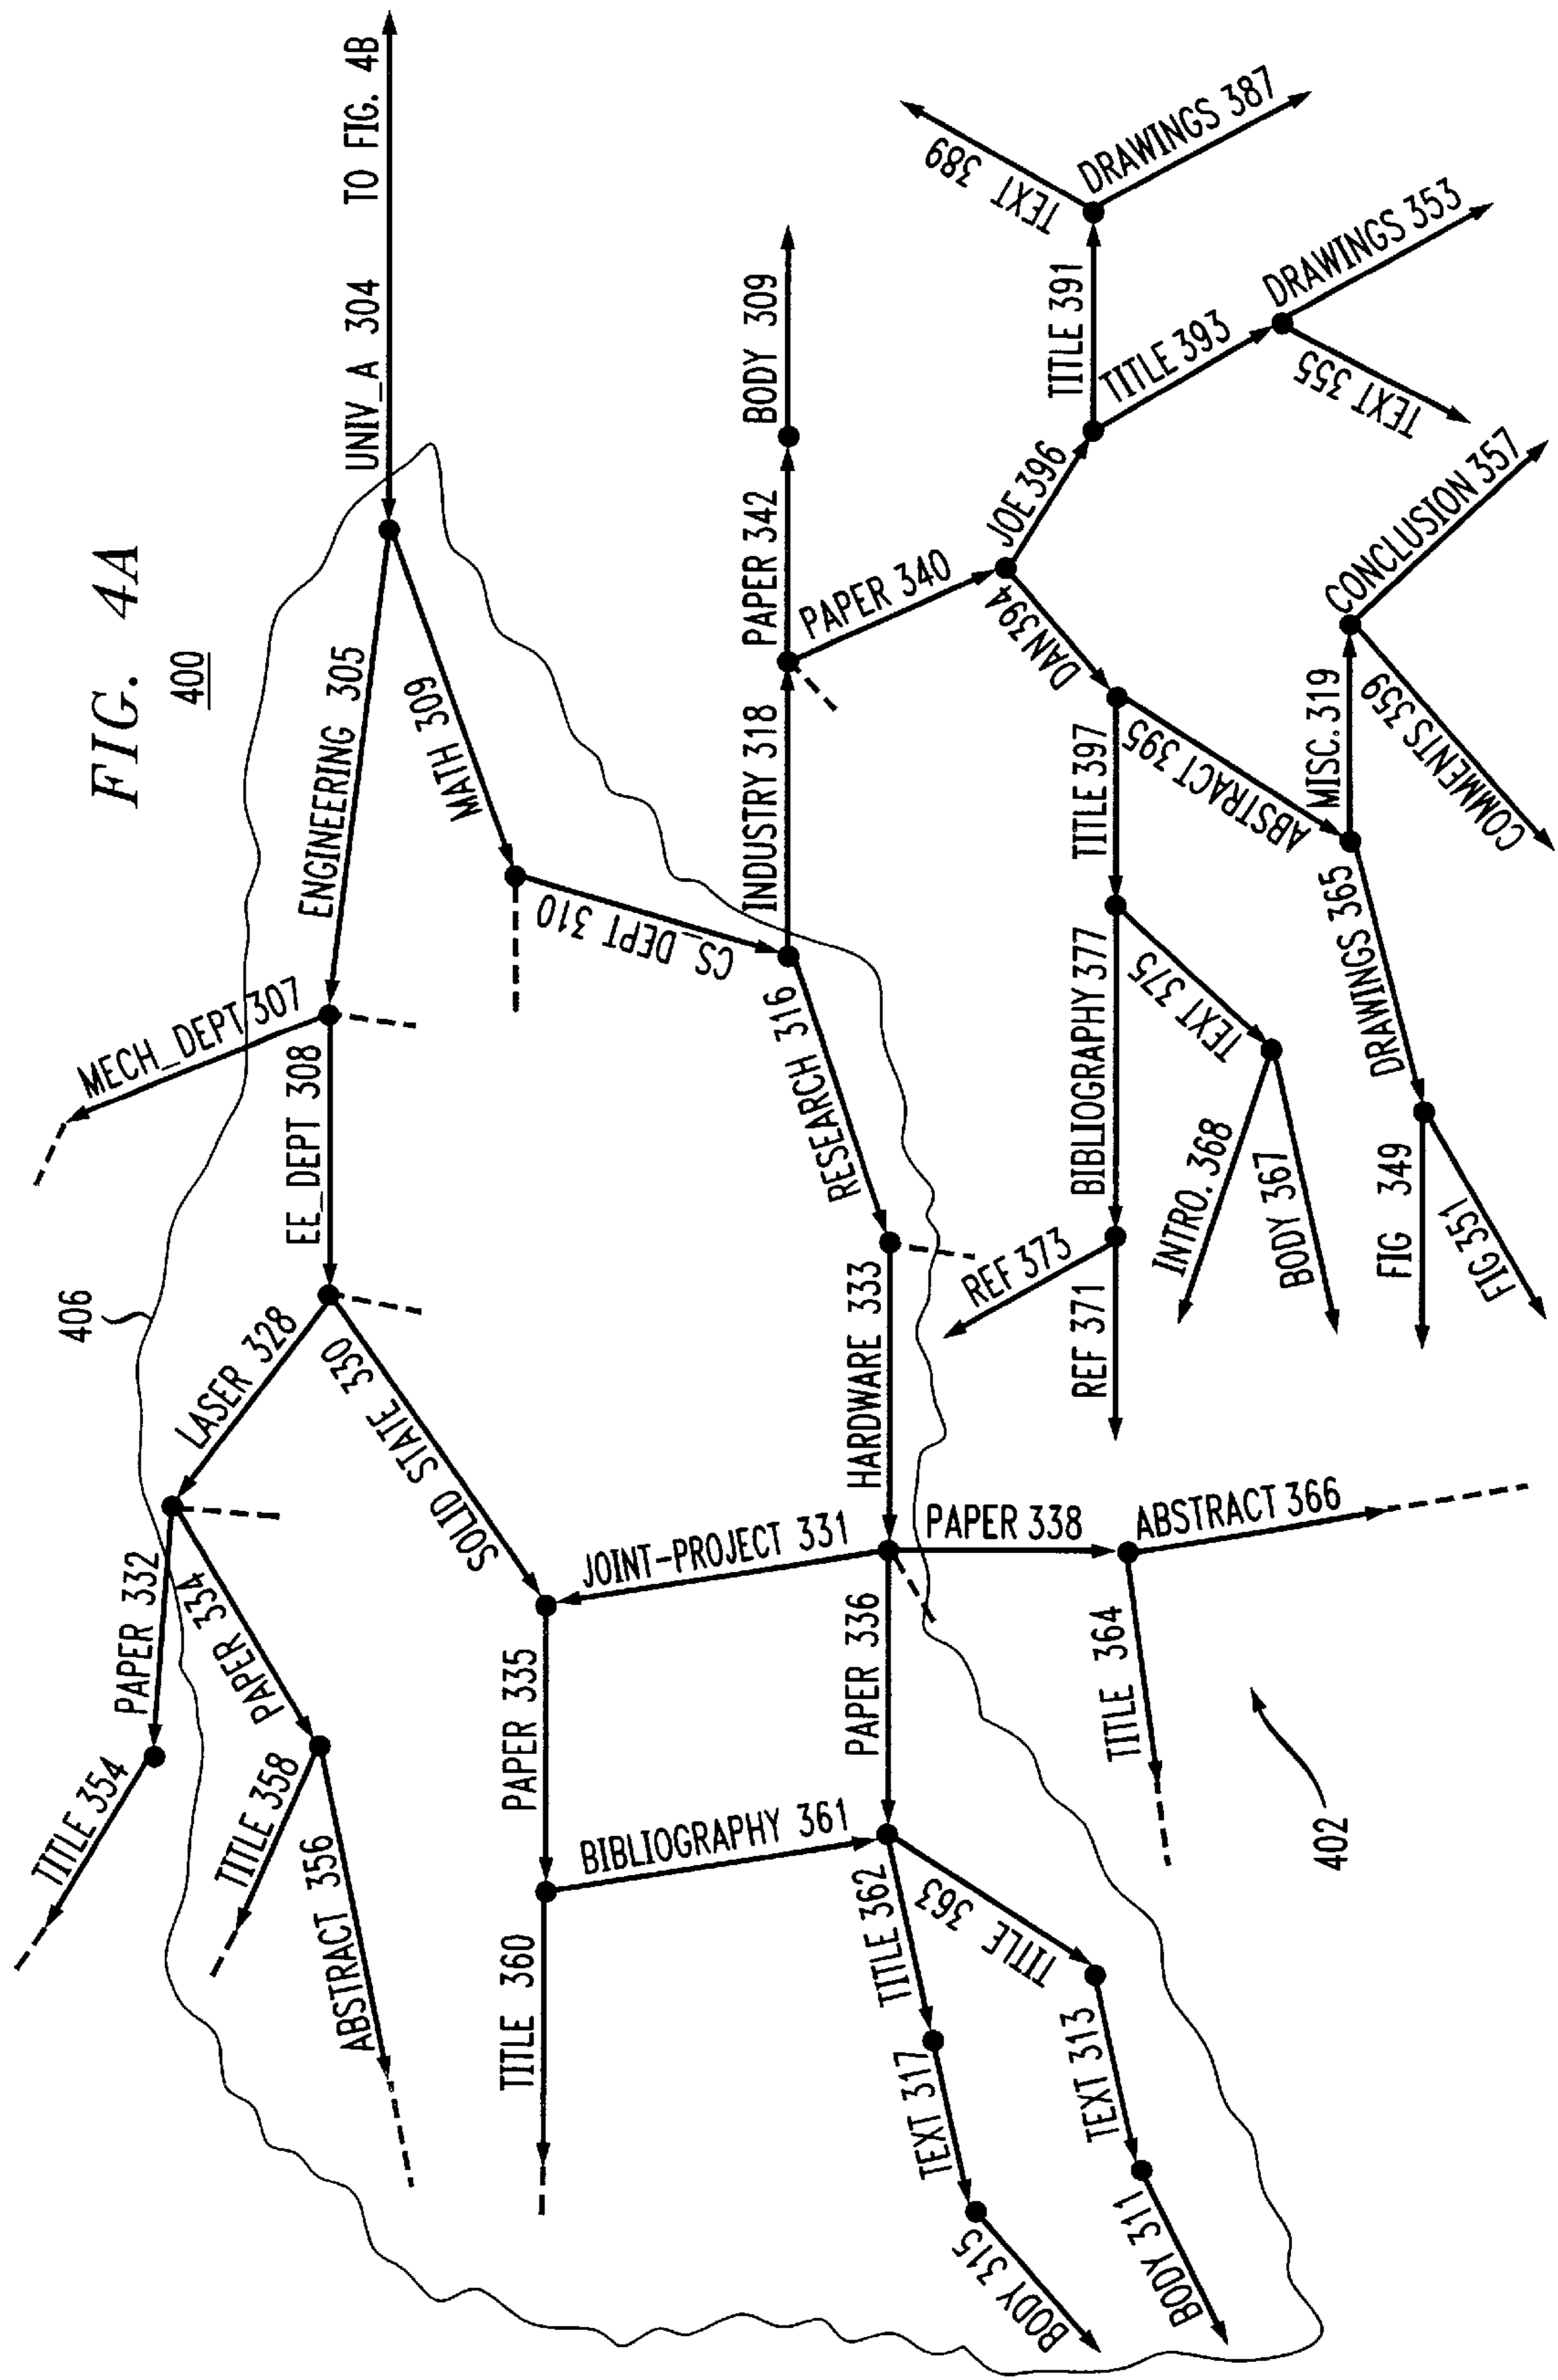 FIG. 4A
400
UNIV_A 304
TO FIG. 4B
ENGINEERING 305
MATH 309
MECH_DEPT 307
EE_DEPT 308
CS_DEPT 310
406
LASER 328
SOLID STATE 330
PAPER 332
PAPER 334
TITLE 354
TITLE 358
ABSTRACT 356
JOINT-PROJECT 331
PAPER 335
TITLE 360
BIBLIOGRAPHY 361
INDUSTRY 318
RESEARCH 316
HARDWARE 333
PAPER 336
PAPER 338
ABSTRACT 366
TITLE 364
TITLE 362
TITLE 363
TEXT 317
TEXT 313
BODY 315
BODY 311
402
PAPER 342
BODY 309
PAPER 340
JOE 396
DAN 394
TITLE 391
TEXT 389
DRAWINGS 387
TITLE 393
DRAWINGS 353
TEXT 355
TITLE 397
ABSTRACT 395
BIBLIOGRAPHY 377
TEXT 375
REF 373
REF 371
INTRO. 368
BODY 367
MISC. 319
CONCLUSION 357
COMMENTS 359
DRAWINGS 365
FIG 349
FIG 351